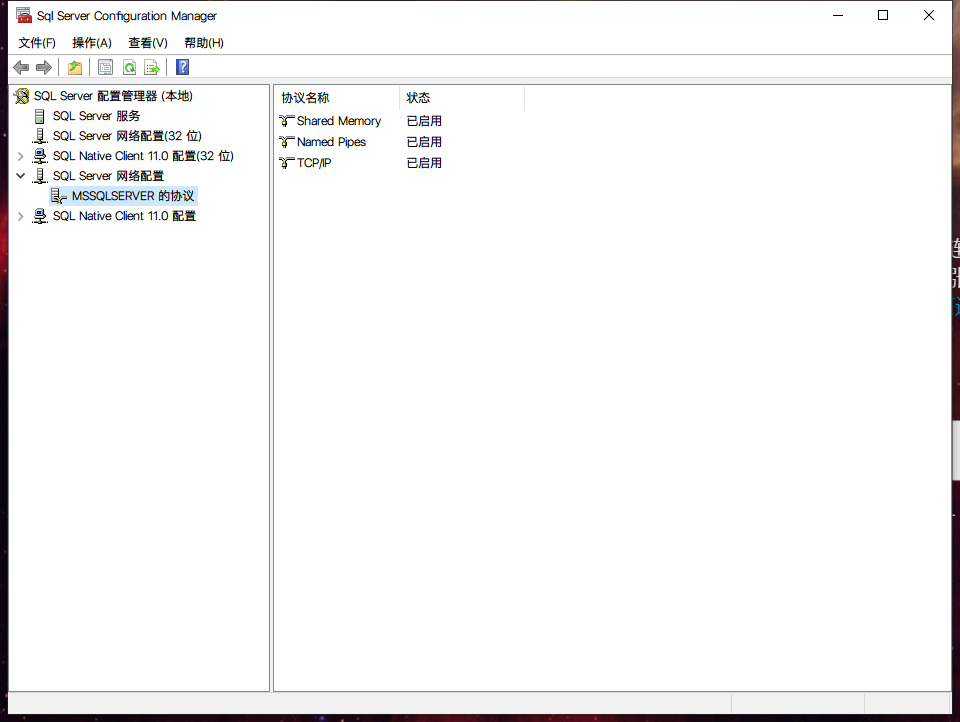 Sql Server Configuration Manager
文件(F) 操作(A) 查看(V) 帮助(H)
SQL Server 配置管理器 (本地)
SQL Server 服务
SQL Server 网络配置(32 位)
SQL Native Client 11.0 配置(32 位)
SQL Server 网络配置
MSSQLSERVER 的协议
SQL Native Client 11.0 配置
协议名称 状态
Shared Memory 已启用
Named Pipes 已启用
TCP/IP 已启用